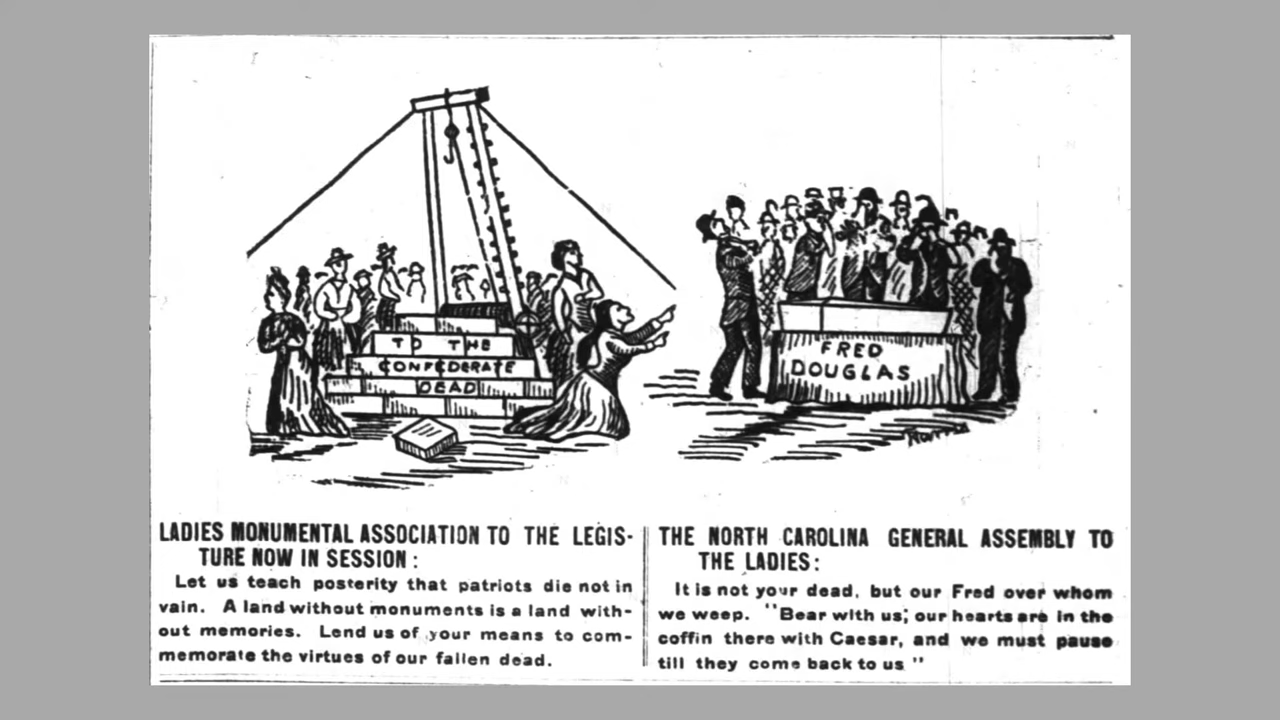 TO THE
CONFEDERATE
DEAD
FRED
DOUGLAS
LADIES MONUMENTAL ASSOCIATION TO THE LEGIS-
TURE NOW IN SESSION:
Let us teach posterity that patriots die not in
vain. A land without monuments is a land with-
out memories. Lend us of your means to com-
memorate the virtues of our fallen dead.
THE NORTH CAROLINA GENERAL ASSEMBLY TO
THE LADIES:
It is not your dead, but our Fred over whom
we weep. "Bear with us; our hearts are in the
coffin there with Caesar, and we must pause
till they come back to us "